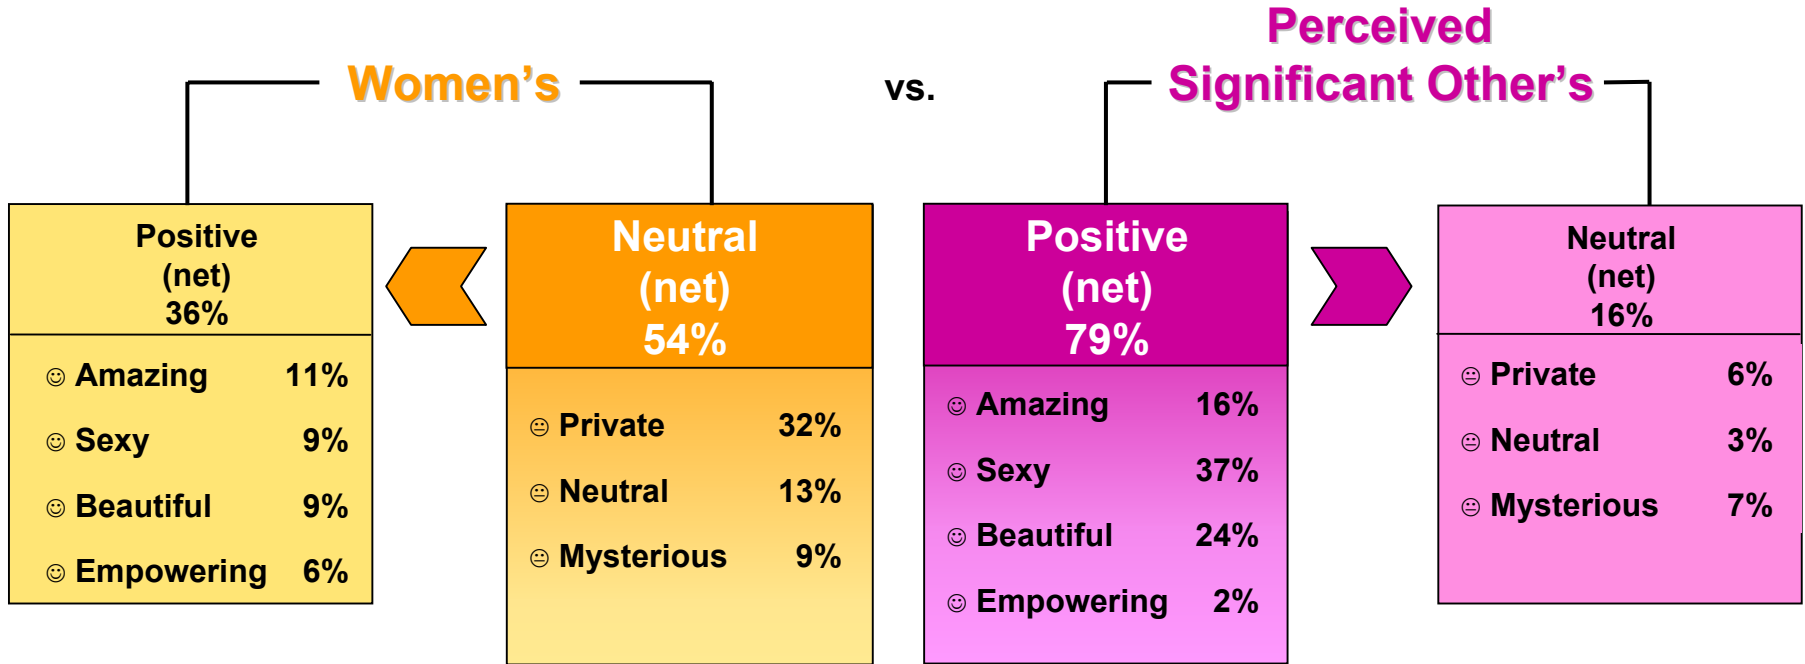 Women's
vs.
Perceived
Significant Other's
Positive
(net)
36%
☺ Amazing 11%
☺ Sexy 9%
☺ Beautiful 9%
☺ Empowering 6%
Neutral
(net)
54%
😐 Private 32%
😐 Neutral 13%
😐 Mysterious 9%
Positive
(net)
79%
☺ Amazing 16%
☺ Sexy 37%
☺ Beautiful 24%
☺ Empowering 2%
Neutral
(net)
16%
😐 Private 6%
😐 Neutral 3%
😐 Mysterious 7%